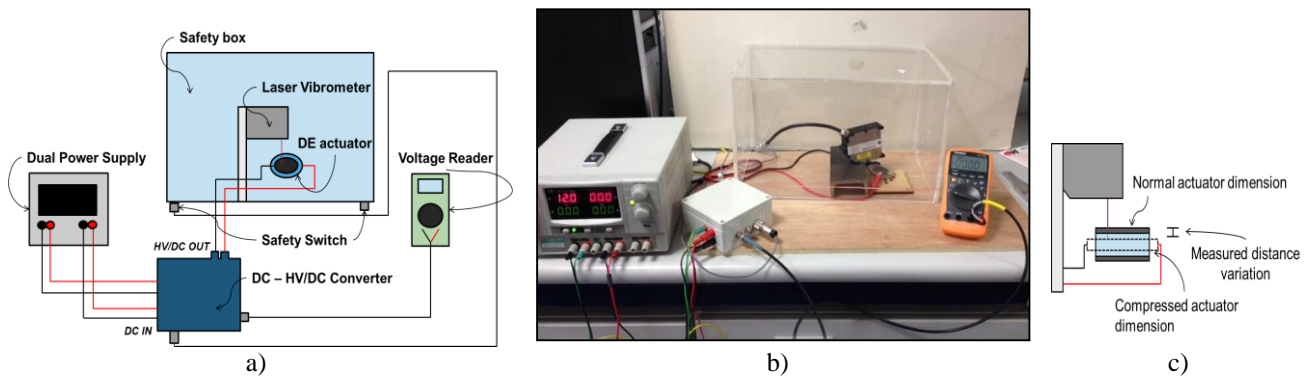 Safety box
Laser Vibrometer
DE actuator
Dual Power Supply
Voltage Reader
Safety Switch
HV/DC OUT
DC – HV/DC Converter
DC IN
a)
12.0 00.0
0.00 0.00
b)
Normal actuator dimension
Measured distance
variation
Compressed actuator
dimension
c)